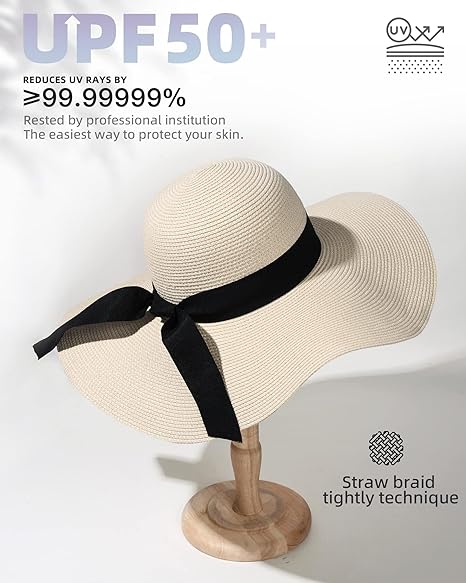 UPF50+
UV
REDUCES UV RAYS BY
≥99.99999%
Rested by professional institution
The easiest way to protect your skin.
Straw braid
tightly technique